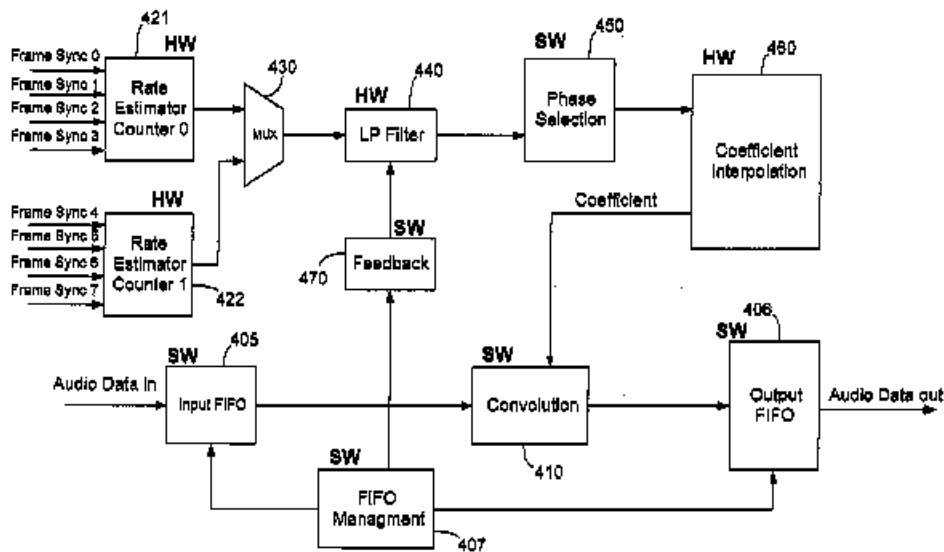 421
HW
Frame Sync 0
Frame Sync 1
Frame Sync 2
Frame Sync 3
Rate
Estimator
Counter 0
430
MUX
HW
440
LP Filter
SW
450
Phase
Selection
HW
460
Coefficient
Interpolation
Coefficient
HW
Frame Sync 4
Frame Sync 5
Frame Sync 6
Frame Sync 7
Rate
Estimator
Counter 1
422
SW
470
Feedback
SW
405
Audio Data In
Input FIFO
SW
Convolution
410
SW
406
Output
FIFO
Audio Data out
SW
FIFO
Managment
407